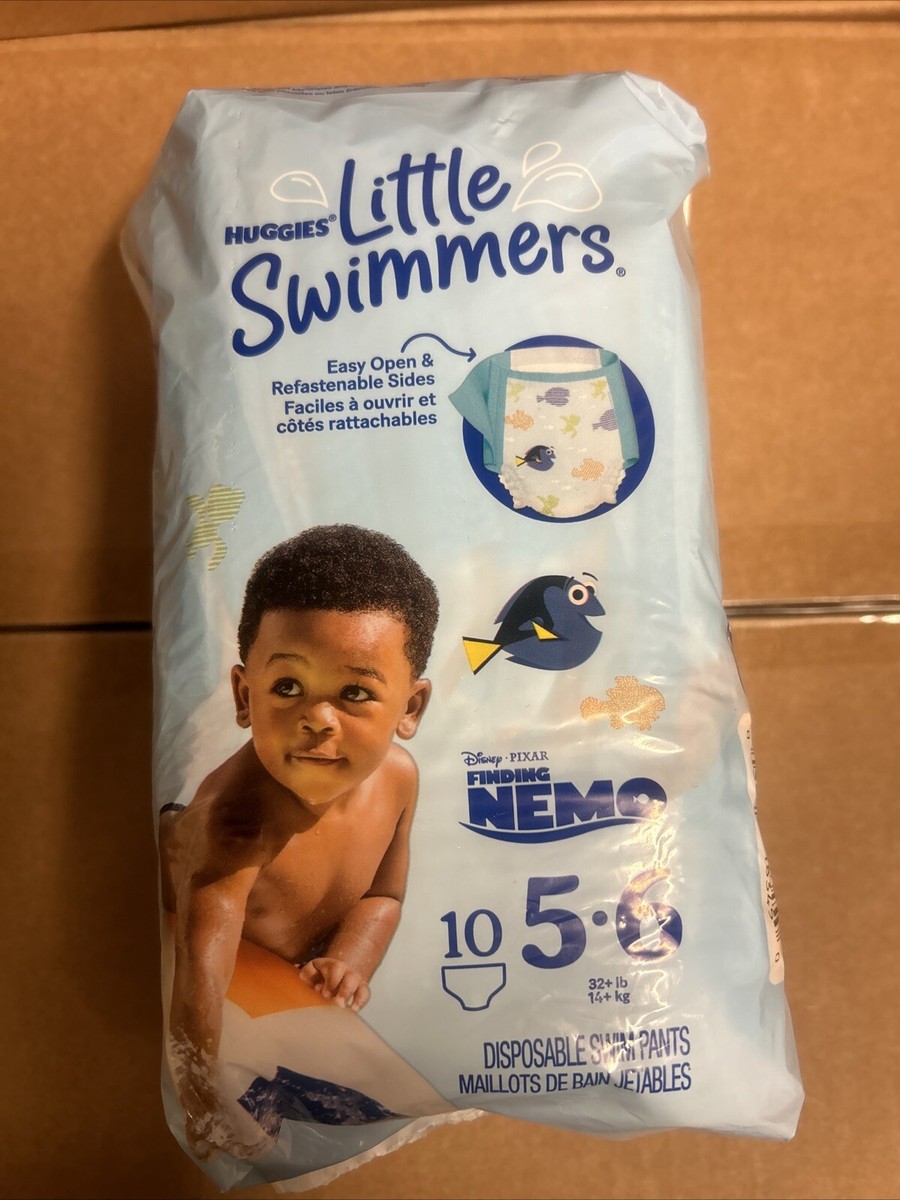 HUGGIES® Little
Swimmers®
Easy Open &
Refastenable Sides
Faciles à ouvrir et
côtés rattachables
Disney · PIXAR
FINDING
NEMO
10 5·6
32+ lb
14+ kg
DISPOSABLE SWIM PANTS
MAILLOTS DE BAIN JETABLES